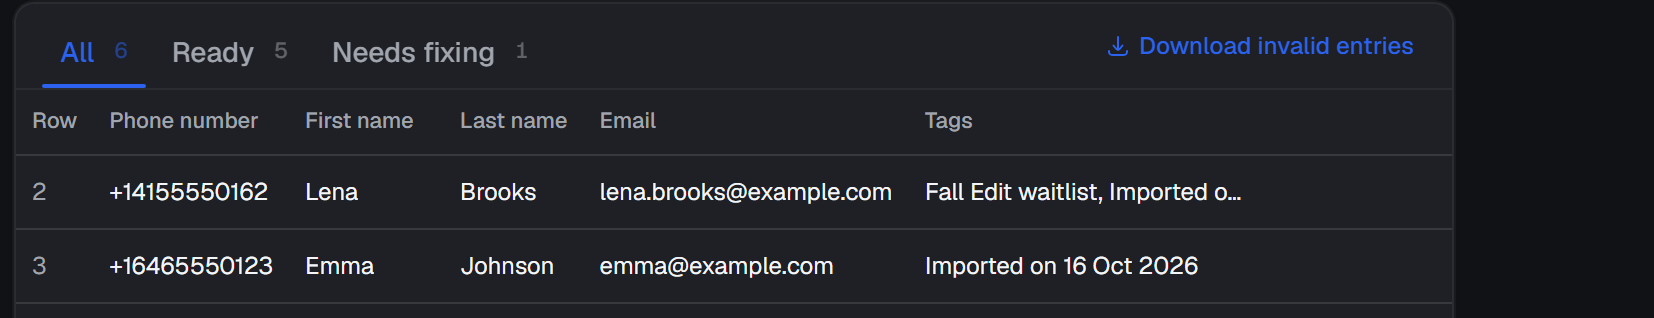 All 6 Ready 5 Needs fixing 1 Download invalid entries
Row Phone number First name Last name Email Tags
2 +14155550162 Lena Brooks lena.brooks@example.com Fall Edit waitlist, Imported o...
3 +16465550123 Emma Johnson emma@example.com Imported on 16 Oct 2026